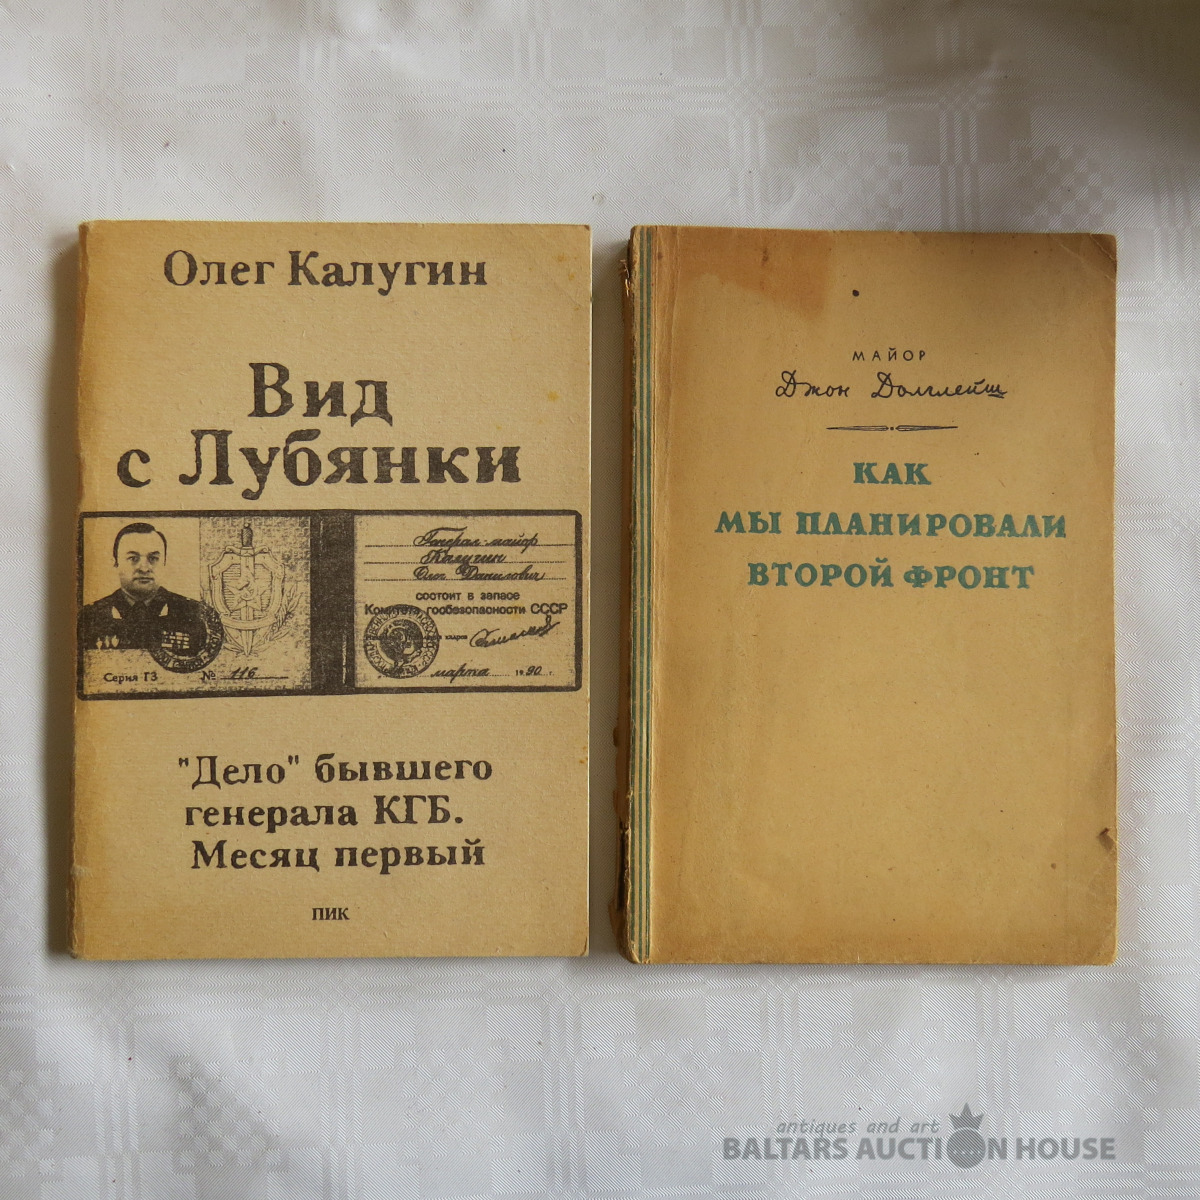 Олег Калугин
Вид
с Лубянки
Генерал-майор
Калугин
Олег Данилович
состоит в запасе
Комитета госбезопасности СССР
марта 1990 г.
Серия ГЗ № 116
"Дело" бывшего
генерала КГБ.
Месяц первый
ПИК
МАЙОР
Джон Долглейш
КАК
МЫ ПЛАНИРОВАЛИ
ВТОРОЙ ФРОНТ
antiques and art
BALTARS AUCTION HOUSE